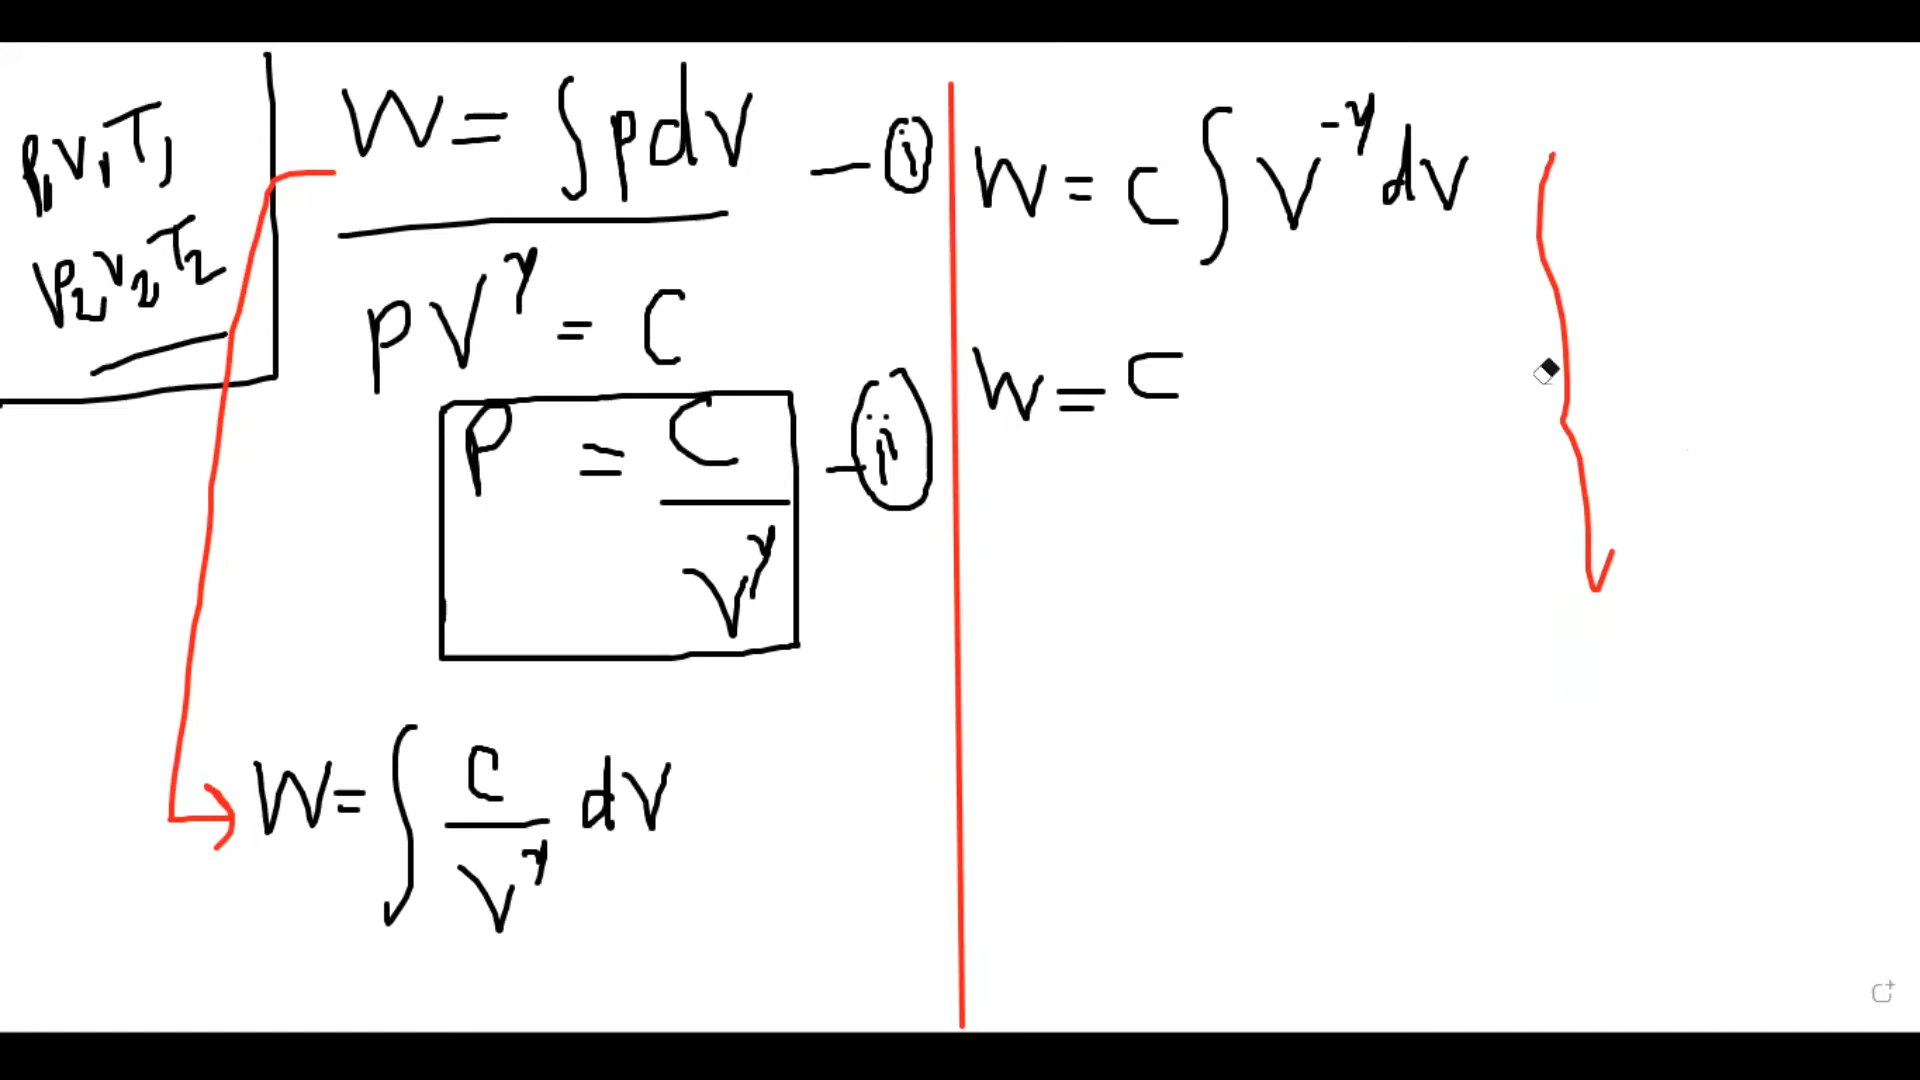 P₁V₁T₁
P₂V₂T₂
W = ∫pdv — (i)
PV^γ = C
P = C / V^γ — (ii)
W = ∫ C / V^γ dv
W = C ∫ V^-γ dv
W = C